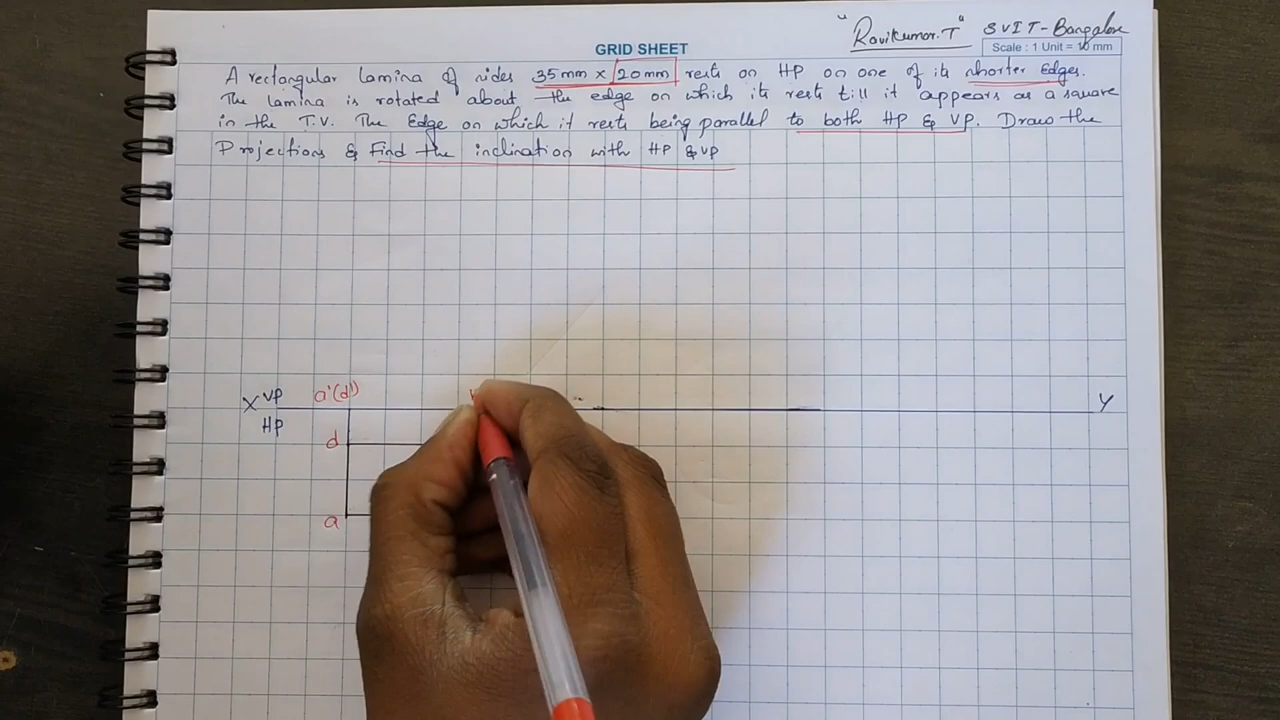 "Ravikumar.T" SVIT-Bangalore
GRID SHEET
Scale : 1 Unit = 10 mm
A rectangular lamina of sides 35mm x 20mm rests on HP on one of its shorter Edges.
The lamina is rotated about the edge on which its rests till it appears as a square
in the T.V. The Edge on which it rests being parallel to both HP & VP. Draw the
Projections & Find the inclination with HP & VP
X VP a'(d') Y
HP
d
a